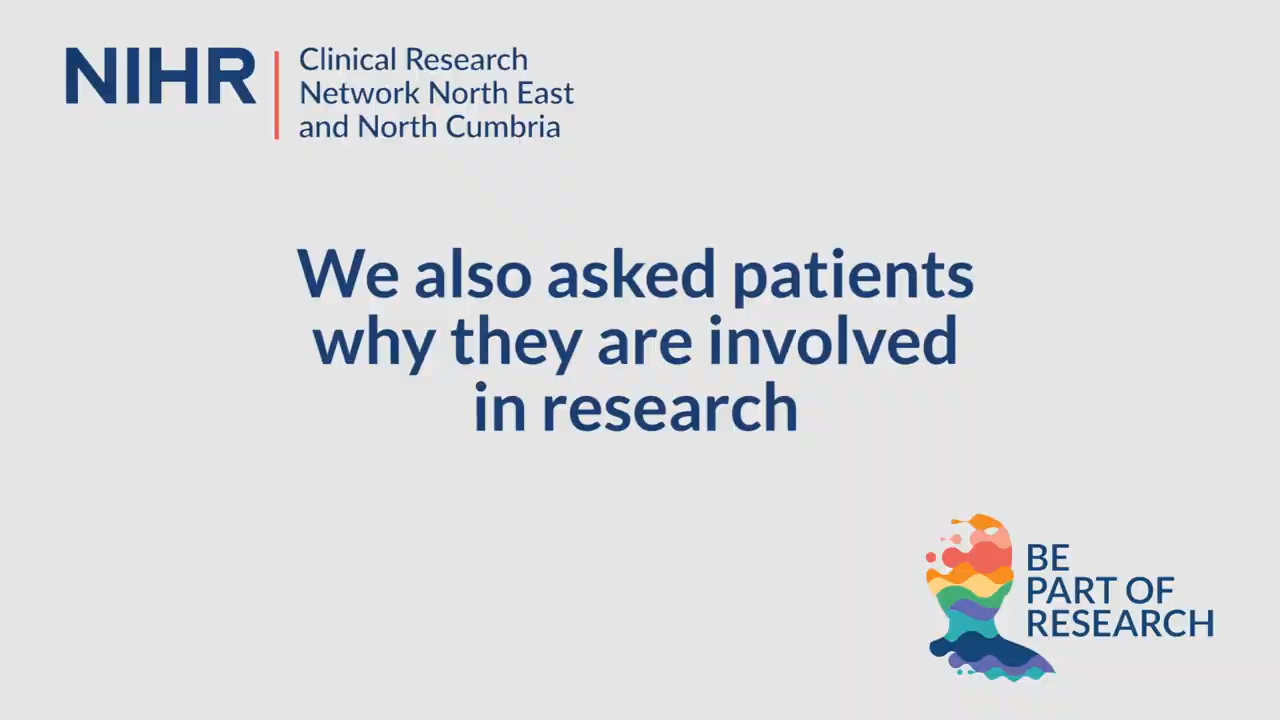 NIHR
Clinical Research
Network North East
and North Cumbria
We also asked patients
why they are involved
in research
BE
PART OF
RESEARCH